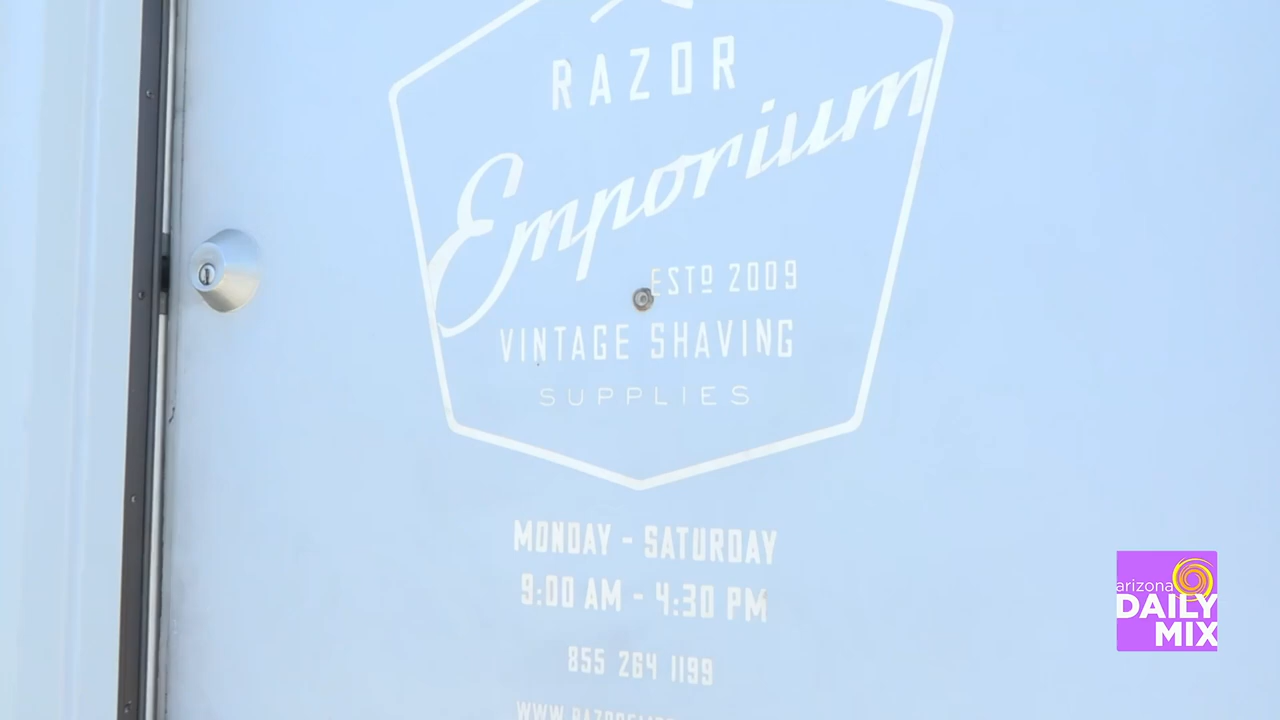 RAZOR
Emporium
ESTD 2009
VINTAGE SHAVING
SUPPLIES
MONDAY - SATURDAY
9:00 AM - 4:30 PM
855 264 1199
arizona
DAILY
MIX